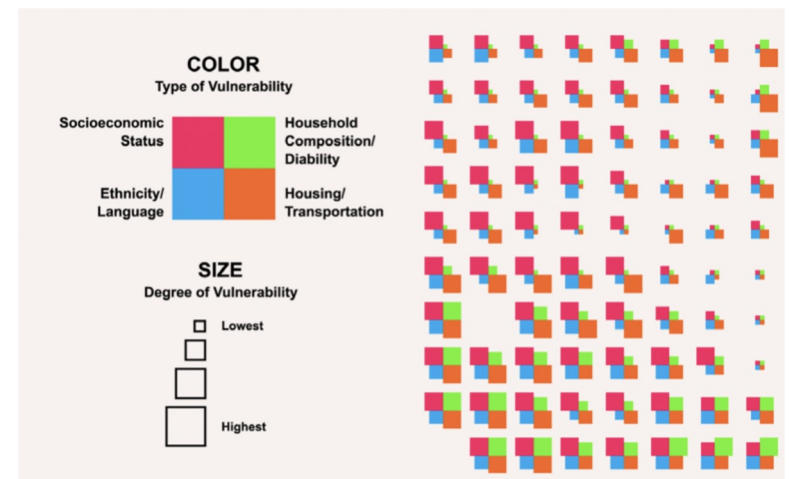 COLOR
Type of Vulnerability
Socioeconomic
Status
Household
Composition/
Diability
Ethnicity/
Language
Housing/
Transportation
SIZE
Degree of Vulnerability
Lowest
Highest